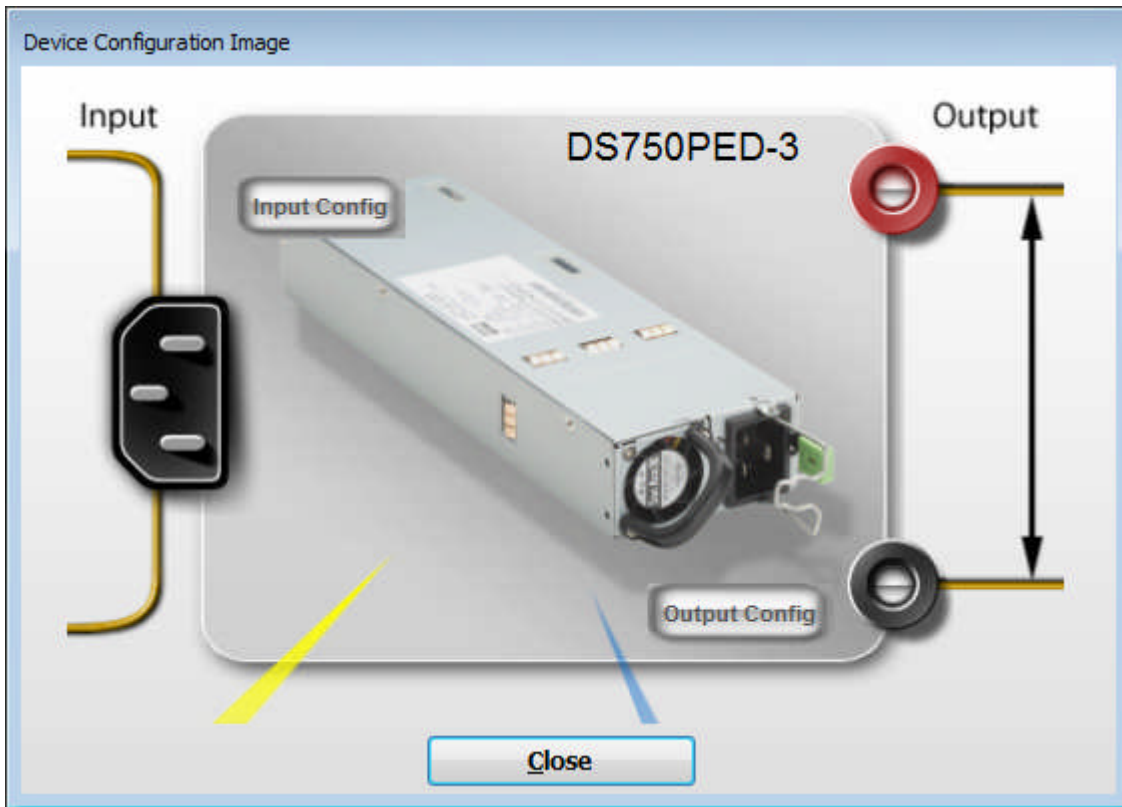 Device Configuration Image
Input
Output
DS750PED-3
Input Config
Output Config
Close